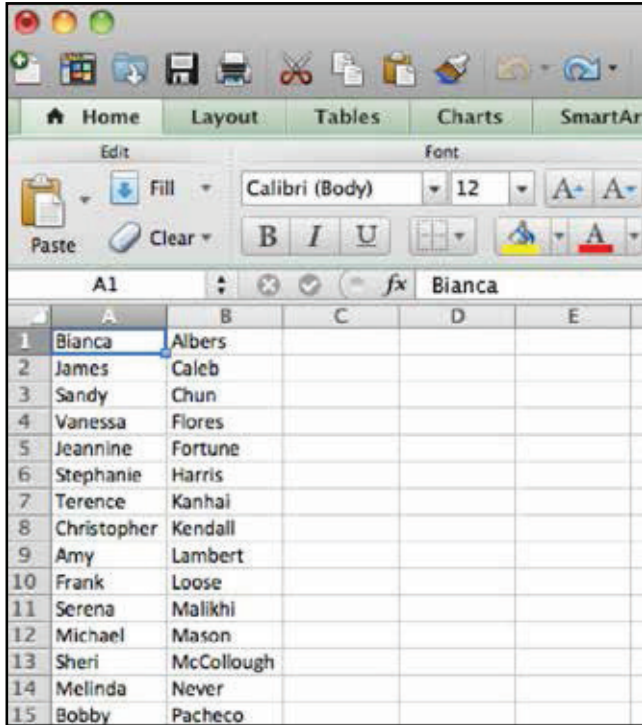 Home Layout Tables Charts SmartAr
Edit Font
Fill Calibri (Body) 12 A A
Paste Clear B I U A
A1 fx Bianca
A B C D E
1 Bianca Albers
2 James Caleb
3 Sandy Chun
4 Vanessa Flores
5 Jeannine Fortune
6 Stephanie Harris
7 Terence Kanhai
8 Christopher Kendall
9 Amy Lambert
10 Frank Loose
11 Serena Malikhi
12 Michael Mason
13 Sheri McCollough
14 Melinda Never
15 Bobby Pacheco